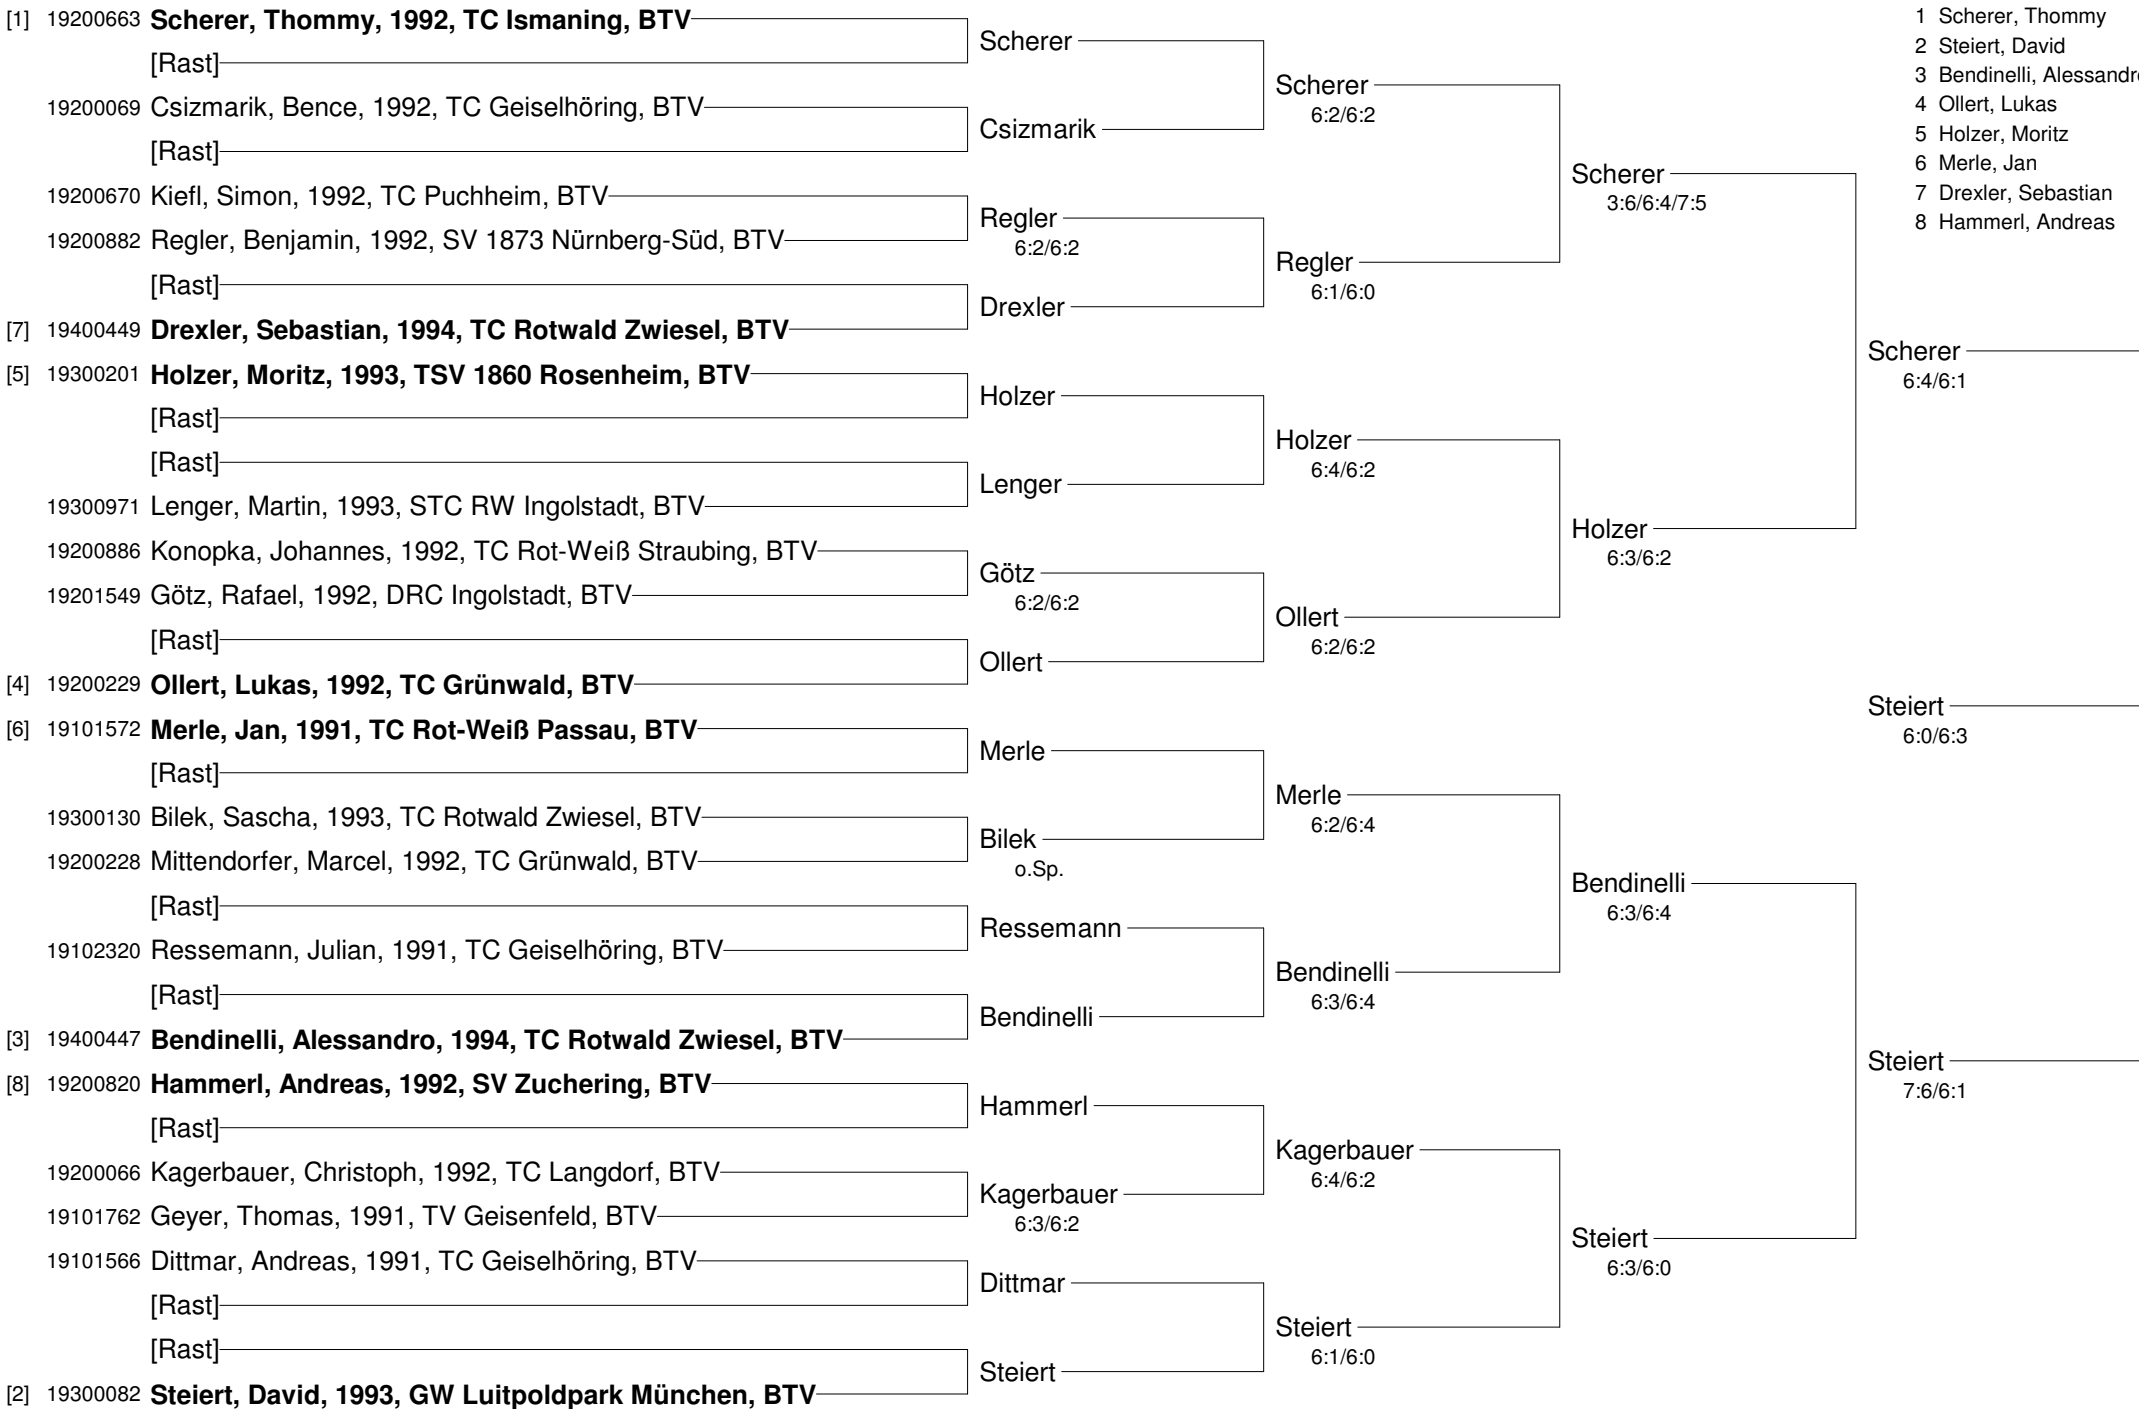 [1] 19200663 Scherer, Thommy, 1992, TC Ismaning, BTV
[Rast]
19200069 Csizmarik, Bence, 1992, TC Geiselhöring, BTV
[Rast]
19200670 Kiefl, Simon, 1992, TC Puchheim, BTV
19200882 Regler, Benjamin, 1992, SV 1873 Nürnberg-Süd, BTV
[Rast]
[7] 19400449 Drexler, Sebastian, 1994, TC Rotwald Zwiesel, BTV
[5] 19300201 Holzer, Moritz, 1993, TSV 1860 Rosenheim, BTV
[Rast]
[Rast]
19300971 Lenger, Martin, 1993, STC RW Ingolstadt, BTV
19200886 Konopka, Johannes, 1992, TC Rot-Weiß Straubing, BTV
19201549 Götz, Rafael, 1992, DRC Ingolstadt, BTV
[Rast]
[4] 19200229 Ollert, Lukas, 1992, TC Grünwald, BTV
[6] 19101572 Merle, Jan, 1991, TC Rot-Weiß Passau, BTV
[Rast]
19300130 Bilek, Sascha, 1993, TC Rotwald Zwiesel, BTV
19200228 Mittendorfer, Marcel, 1992, TC Grünwald, BTV
[Rast]
19102320 Ressemann, Julian, 1991, TC Geiselhöring, BTV
[Rast]
[3] 19400447 Bendinelli, Alessandro, 1994, TC Rotwald Zwiesel, BTV
[8] 19200820 Hammerl, Andreas, 1992, SV Zuchering, BTV
[Rast]
19200066 Kagerbauer, Christoph, 1992, TC Langdorf, BTV
19101762 Geyer, Thomas, 1991, TV Geisenfeld, BTV
19101566 Dittmar, Andreas, 1991, TC Geiselhöring, BTV
[Rast]
[Rast]
[2] 19300082 Steiert, David, 1993, GW Luitpoldpark München, BTV
Scherer
Csizmarik
Regler
6:2/6:2
Drexler
Holzer
Lenger
Götz
6:2/6:2
Ollert
Merle
Bilek
o.Sp.
Ressemann
Bendinelli
Hammerl
Kagerbauer
6:3/6:2
Dittmar
Steiert
Scherer
6:2/6:2
Regler
6:1/6:0
Holzer
6:4/6:2
Ollert
6:2/6:2
Merle
6:2/6:4
Bendinelli
6:3/6:4
Kagerbauer
6:4/6:2
Steiert
6:1/6:0
Scherer
3:6/6:4/7:5
Holzer
6:3/6:2
Bendinelli
6:3/6:4
Steiert
6:3/6:0
Scherer
6:4/6:1
Steiert
6:0/6:3
Steiert
7:6/6:1
1 Scherer, Thommy
2 Steiert, David
3 Bendinelli, Alessandro
4 Ollert, Lukas
5 Holzer, Moritz
6 Merle, Jan
7 Drexler, Sebastian
8 Hammerl, Andreas